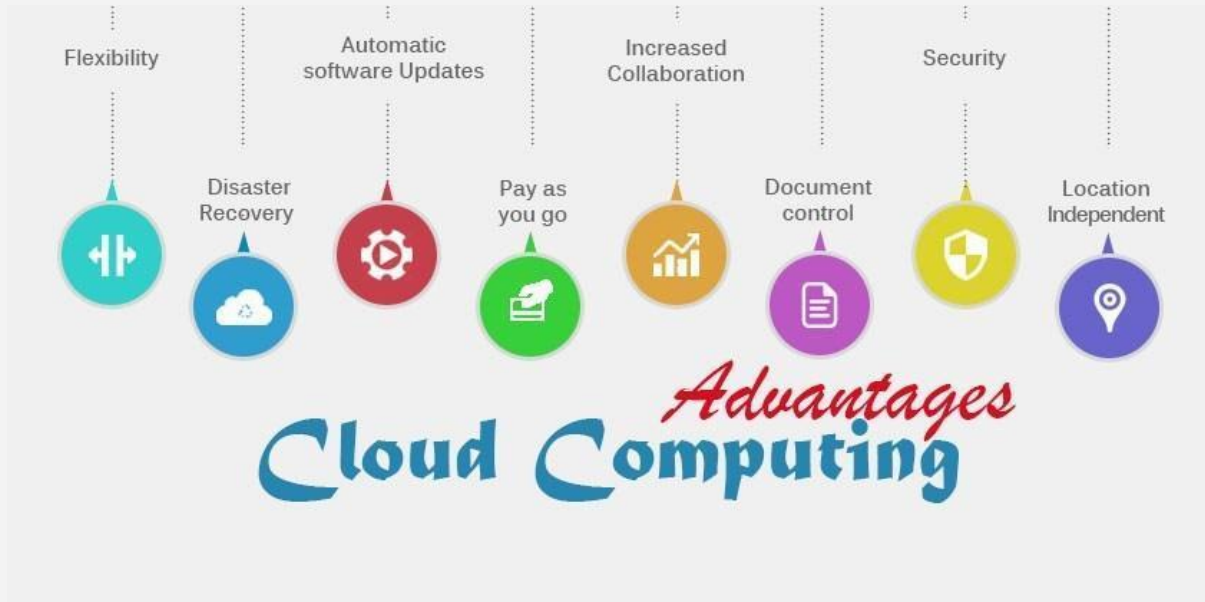 Flexibility
Disaster
Recovery
Automatic
software Updates
Pay as
you go
Increased
Collaboration
Document
control
Security
Location
Independent
Advantages
Cloud Computing